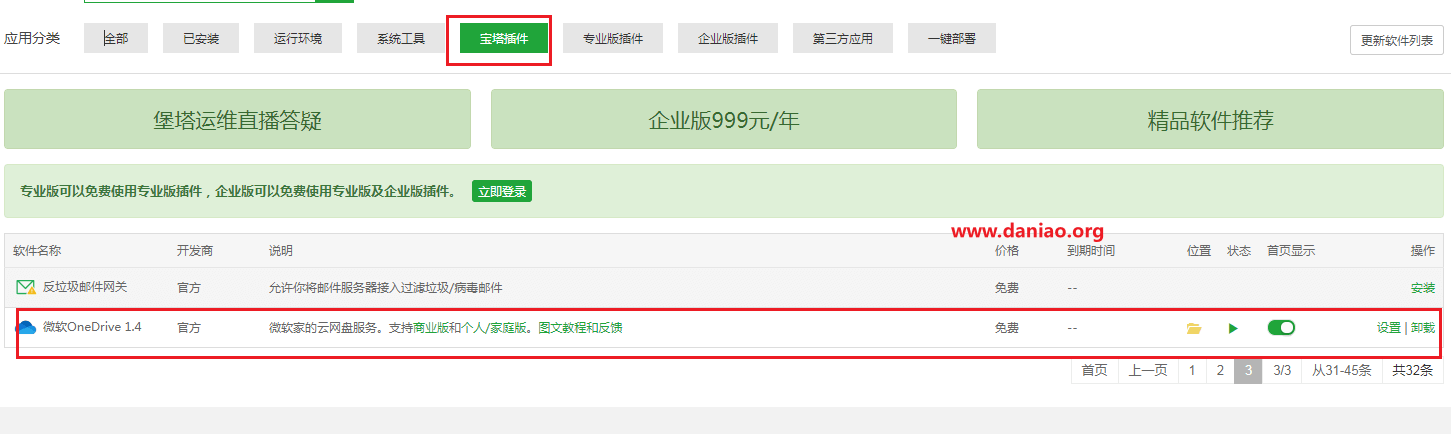 应用分类 全部 已安装 运行环境 系统工具 宝塔插件 专业版插件 企业版插件 第三方应用 一键部署 更新软件列表
堡塔运维直播答疑 企业版999元/年 精品软件推荐
专业版可以免费使用专业版插件，企业版可以免费使用专业版及企业版插件。 立即登录
www.daniao.org
软件名称 开发商 说明 价格 到期时间 位置 状态 首页显示 操作
反垃圾邮件网关 官方 允许你将邮件服务器接入过滤垃圾/病毒邮件 免费 -- 安装
微软OneDrive 1.4 官方 微软家的云网盘服务。支持商业版和个人/家庭版。图文教程和反馈 免费 -- 设置 | 卸载
首页 上一页 1 2 3 3/3 从31-45条 共32条